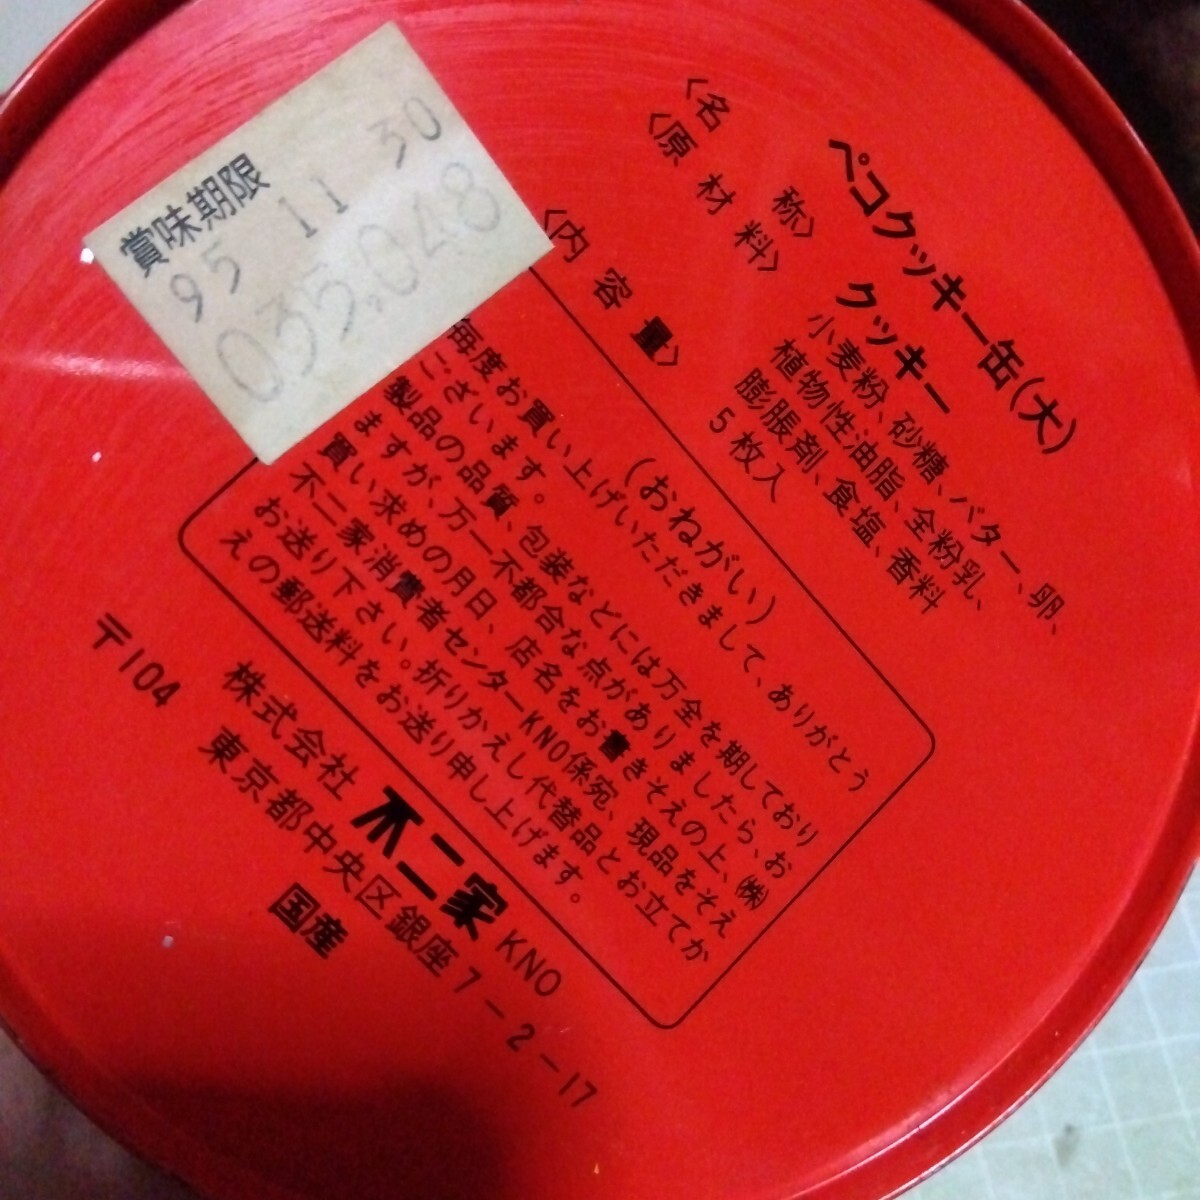 賞味期限
95 11 30
035.048
ペコクッキー缶(大)
〈名称〉 クッキー
〈原材料〉 小麦粉、砂糖、バター、卵、
植物性油脂、全粉乳、
膨脹剤、食塩、香料
〈内容量〉 5枚入
(おねがい)
毎度お買い上げいただきまして、ありがとう
ございます。
製品の品質、包装などには万全を期しており
ますが、万一不都合な点がありましたら、お
買い求めの月日、店名をお書きそえの上、㈱
不二家消費者センターKNO係宛、現品をそえ
お送り下さい。折りかえし代替品とお立てか
えの郵送料をお送り申し上げます。
株式会社 不二家 KNO
〒104 東京都中央区銀座7-2-17
国産